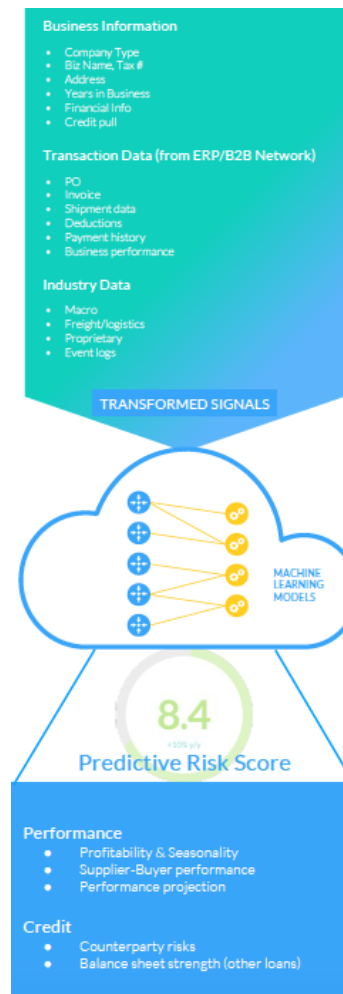 Business Information
• Company Type
• Biz Name, Tax #
• Address
• Years in Business
• Financial Info
• Credit pull
Transaction Data (from ERP/B2B Network)
• PO
• Invoice
• Shipment data
• Deductions
• Payment history
• Business performance
Industry Data
• Macro
• Freight/logistics
• Proprietary
• Event logs
TRANSFORMED SIGNALS
MACHINE
LEARNING
MODELS
8.4
+10% y/y
Predictive Risk Score
Performance
● Profitability & Seasonality
● Supplier-Buyer performance
● Performance projection
Credit
● Counterparty risks
● Balance sheet strength (other loans)